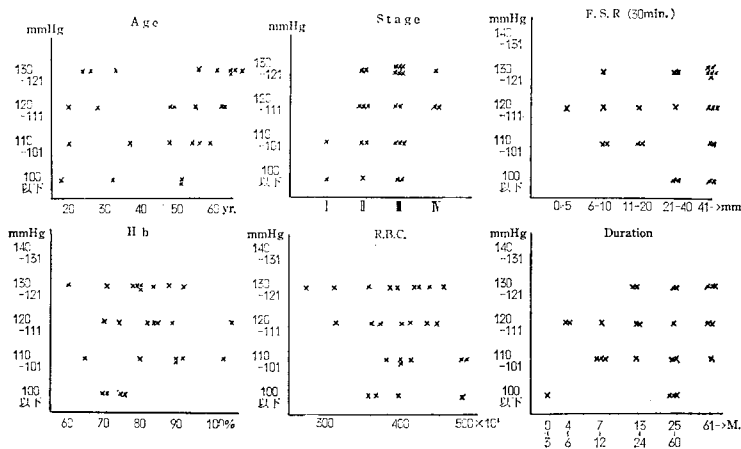 Age
mmHg
130
-121
120
-111
110
-101
100
以下
20 30 40 50 60 yr.
Stage
130
-121
120
-111
110
-101
100
以下
I II III IV
F.S.R (30min.)
mmHg
140
-131
130
-121
120
-111
110
-101
100
以下
0-5 6-10 11-20 21-40 41->mm
Hb
mmHg
140
-131
130
-121
120
-111
110
-101
100
以下
60 70 80 90 100%
R.B.C.
mmHg
140
-131
130
-121
120
-111
110
-101
100
以下
300 400 500×10⁴
Duration
mmHg
140
-131
130
-121
120
-111
110
-101
100
以下
0 4 7 13 25 61->M.
3 6 12 24 60